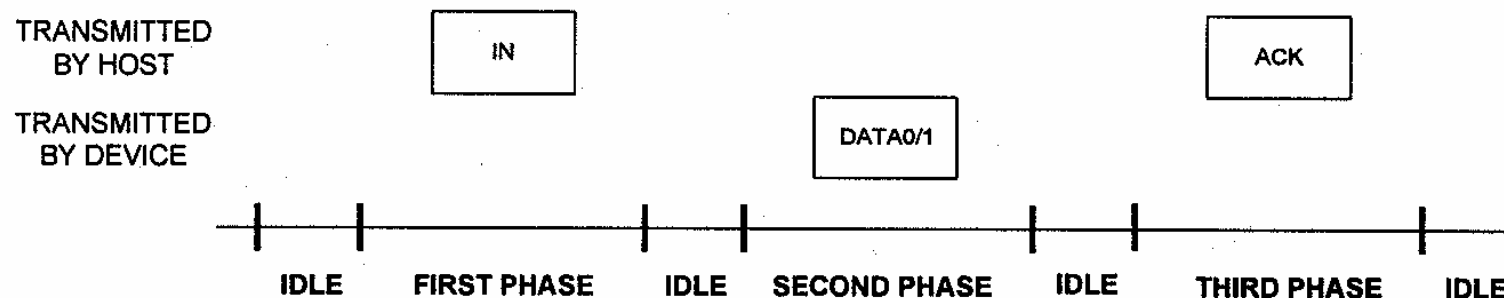 TRANSMITTED
BY HOST
IN
ACK
TRANSMITTED
BY DEVICE
DATA0/1
IDLE FIRST PHASE IDLE SECOND PHASE IDLE THIRD PHASE IDLE